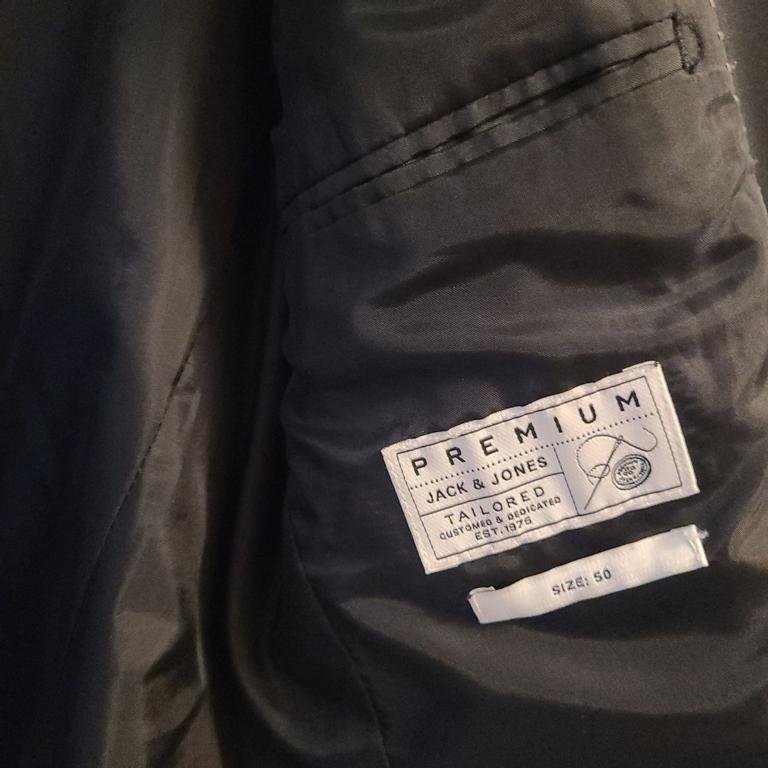 PREMIUM
JACK & JONES
TAILORED
CUSTOMED & DEDICATED
EST. 1975
SIZE: 50